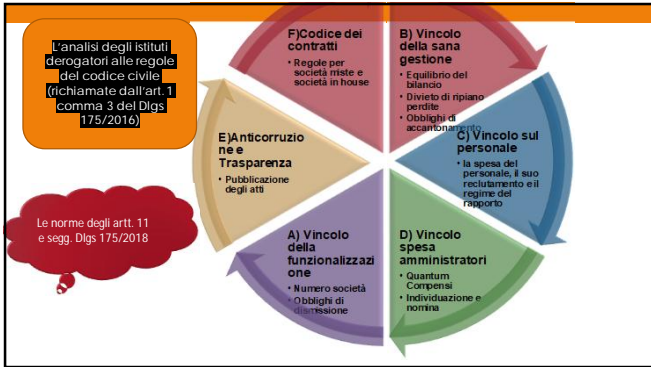 L'analisi degli istituti
derogatori alle regole
del codice civile
(richiamate dall'art. 1
comma 3 del Dlgs
175/2016)
Le norme degli artt. 11
e segg. Dlgs 175/2018
F)Codice dei
contratti
• Regole per
società miste e
società in house
B) Vincolo
della sana
gestione
• Equilibrio del
bilancio
• Divieto di ripiano
perdite
• Obblighi di
accantonamento
C) Vincolo sul
personale
• la spesa del
personale, il suo
reclutamento e il
regime del
rapporto
D) Vincolo
spesa
amministratori
• Quantum
Compensi
• Individuazione e
nomina
A) Vincolo
della
funzionalizzazi
one
• Numero società
• Obblighi di
dismissione
E)Anticorruzio
ne e
Trasparenza
• Pubblicazione
degli atti